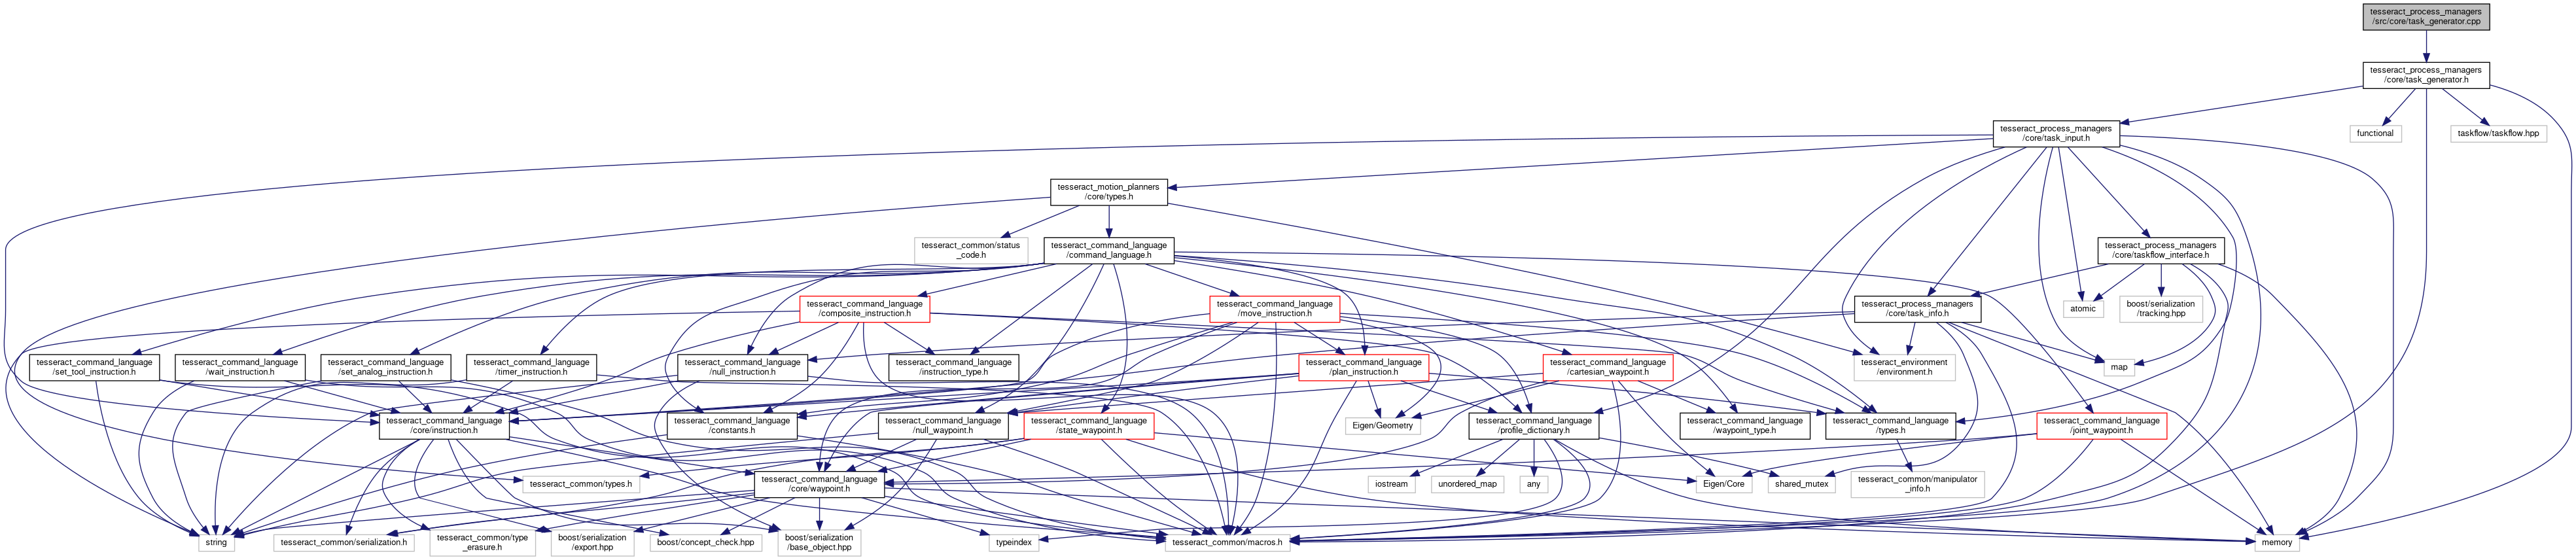 tesseract_process_managers
/src/core/task_generator.cpp
tesseract_process_managers
/core/task_generator.h
tesseract_process_managers
/core/task_input.h
functional
taskflow/taskflow.hpp
tesseract_motion_planners
/core/types.h
tesseract_common/status
_code.h
tesseract_command_language
/command_language.h
tesseract_process_managers
/core/taskflow_interface.h
tesseract_command_language
/composite_instruction.h
tesseract_command_language
/move_instruction.h
tesseract_process_managers
/core/task_info.h
atomic
boost/serialization
/tracking.hpp
tesseract_command_language
/set_tool_instruction.h
tesseract_command_language
/wait_instruction.h
tesseract_command_language
/set_analog_instruction.h
tesseract_command_language
/timer_instruction.h
tesseract_command_language
/null_instruction.h
tesseract_command_language
/instruction_type.h
tesseract_command_language
/plan_instruction.h
tesseract_command_language
/cartesian_waypoint.h
tesseract_environment
/environment.h
map
tesseract_command_language
/core/instruction.h
tesseract_command_language
/constants.h
tesseract_command_language
/null_waypoint.h
tesseract_command_language
/state_waypoint.h
Eigen/Geometry
tesseract_command_language
/profile_dictionary.h
tesseract_command_language
/waypoint_type.h
tesseract_command_language
/types.h
tesseract_command_language
/joint_waypoint.h
tesseract_common/types.h
tesseract_command_language
/core/waypoint.h
iostream
unordered_map
any
Eigen/Core
shared_mutex
tesseract_common/manipulator
_info.h
string
tesseract_common/serialization.h
tesseract_common/type
_erasure.h
boost/serialization
/export.hpp
boost/concept_check.hpp
boost/serialization
/base_object.hpp
typeindex
tesseract_common/macros.h
memory